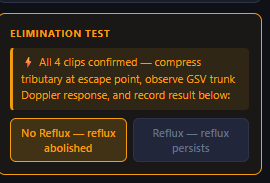 ELIMINATION TEST
⚡ All 4 clips confirmed — compress
tributary at escape point, observe GSV trunk
Doppler response, and record result below:
No Reflux — reflux
abolished
Reflux — reflux
persists